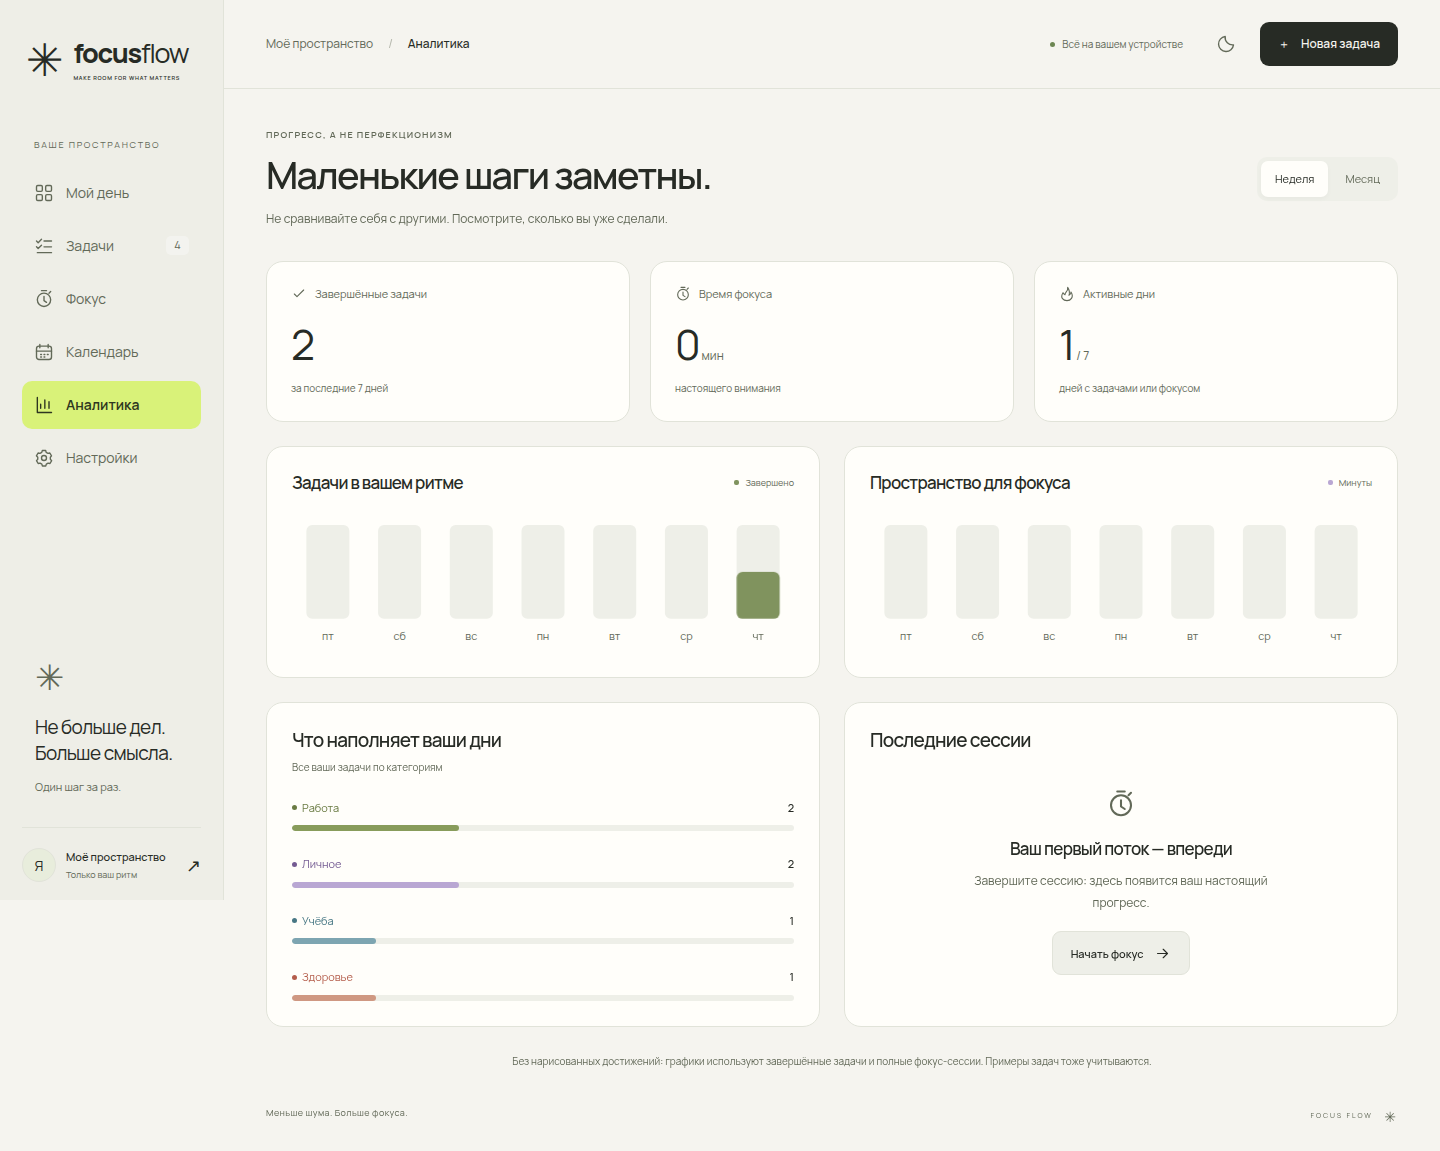 focusflow
MAKE ROOM FOR WHAT MATTERS
ВАШЕ ПРОСТРАНСТВО
Мой день
Задачи 4
Фокус
Календарь
Аналитика
Настройки
Не больше дел.
Больше смысла.
Один шаг за раз.
Я
Моё пространство
Только ваш ритм
Моё пространство / Аналитика
Всё на вашем устройстве
+ Новая задача
ПРОГРЕСС, А НЕ ПЕРФЕКЦИОНИЗМ
Маленькие шаги заметны.
Не сравнивайте себя с другими. Посмотрите, сколько вы уже сделали.
Неделя Месяц
Завершённые задачи
2
за последние 7 дней
Время фокуса
0 мин
настоящего внимания
Активные дни
1 / 7
дней с задачами или фокусом
Задачи в вашем ритме
Завершено
пт сб вс пн вт ср чт
Пространство для фокуса
Минуты
пт сб вс пн вт ср чт
Что наполняет ваши дни
Все ваши задачи по категориям
Работа 2
Личное 2
Учёба 1
Здоровье 1
Последние сессии
Ваш первый поток — впереди
Завершите сессию: здесь появится ваш настоящий
прогресс.
Начать фокус
Без нарисованных достижений: графики используют завершённые задачи и полные фокус-сессии. Примеры задач тоже учитываются.
Меньше шума. Больше фокуса.
FOCUS FLOW